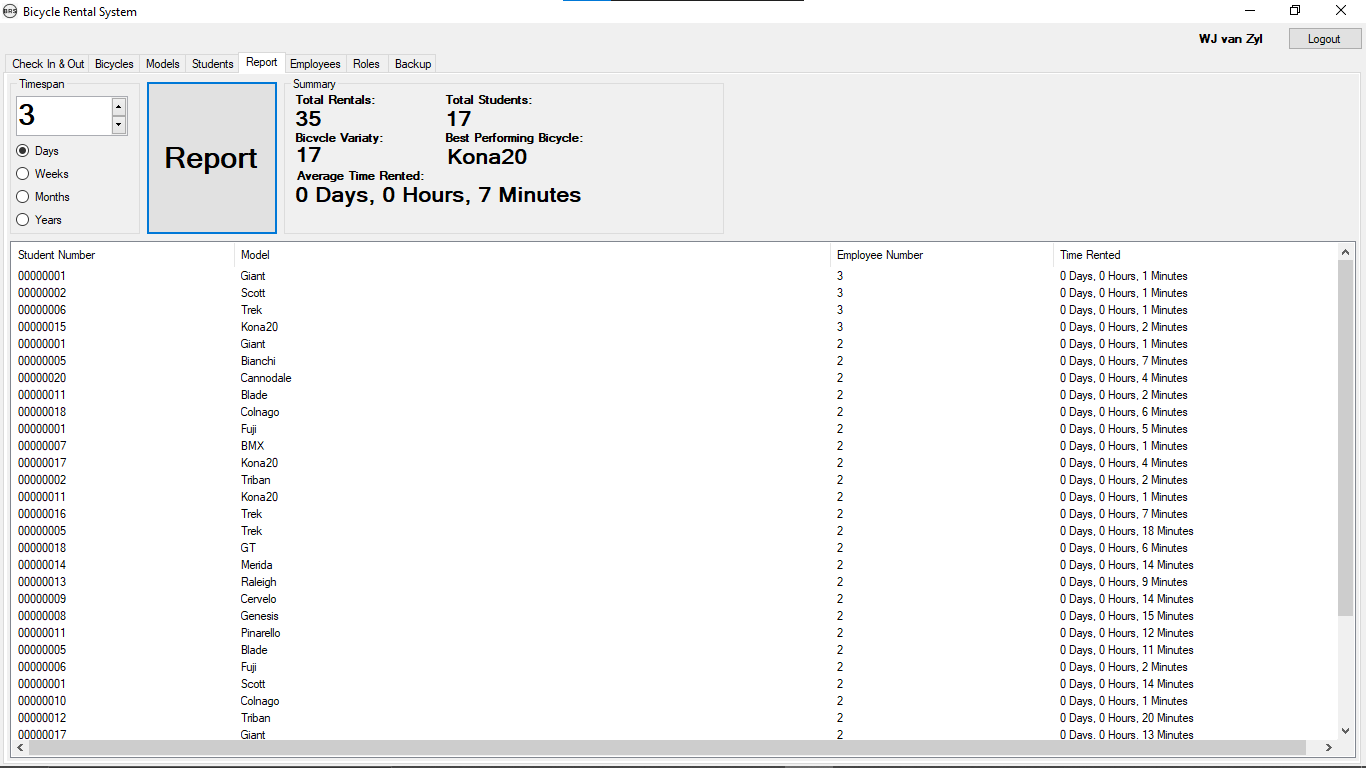 BRS Bicycle Rental System
WJ van Zyl Logout
Check In & Out Bicycles Models Students Report Employees Roles Backup
Timespan
3
Days
Weeks
Months
Years
Report
Summary
Total Rentals: Total Students:
35 17
Bicycle Variaty: Best Performing Bicycle:
17 Kona20
Average Time Rented:
0 Days, 0 Hours, 7 Minutes
Student Number Model Employee Number Time Rented
00000001 Giant 3 0 Days, 0 Hours, 1 Minutes
00000002 Scott 3 0 Days, 0 Hours, 1 Minutes
00000006 Trek 3 0 Days, 0 Hours, 1 Minutes
00000015 Kona20 3 0 Days, 0 Hours, 2 Minutes
00000001 Giant 2 0 Days, 0 Hours, 1 Minutes
00000005 Bianchi 2 0 Days, 0 Hours, 7 Minutes
00000020 Cannodale 2 0 Days, 0 Hours, 4 Minutes
00000011 Blade 2 0 Days, 0 Hours, 2 Minutes
00000018 Colnago 2 0 Days, 0 Hours, 6 Minutes
00000001 Fuji 2 0 Days, 0 Hours, 5 Minutes
00000007 BMX 2 0 Days, 0 Hours, 1 Minutes
00000017 Kona20 2 0 Days, 0 Hours, 4 Minutes
00000002 Triban 2 0 Days, 0 Hours, 2 Minutes
00000011 Kona20 2 0 Days, 0 Hours, 1 Minutes
00000016 Trek 2 0 Days, 0 Hours, 7 Minutes
00000005 Trek 2 0 Days, 0 Hours, 18 Minutes
00000018 GT 2 0 Days, 0 Hours, 6 Minutes
00000014 Merida 2 0 Days, 0 Hours, 14 Minutes
00000013 Raleigh 2 0 Days, 0 Hours, 9 Minutes
00000009 Cervelo 2 0 Days, 0 Hours, 14 Minutes
00000008 Genesis 2 0 Days, 0 Hours, 15 Minutes
00000011 Pinarello 2 0 Days, 0 Hours, 12 Minutes
00000005 Blade 2 0 Days, 0 Hours, 11 Minutes
00000006 Fuji 2 0 Days, 0 Hours, 2 Minutes
00000001 Scott 2 0 Days, 0 Hours, 14 Minutes
00000010 Colnago 2 0 Days, 0 Hours, 1 Minutes
00000012 Triban 2 0 Days, 0 Hours, 20 Minutes
00000017 Giant 2 0 Days, 0 Hours, 13 Minutes